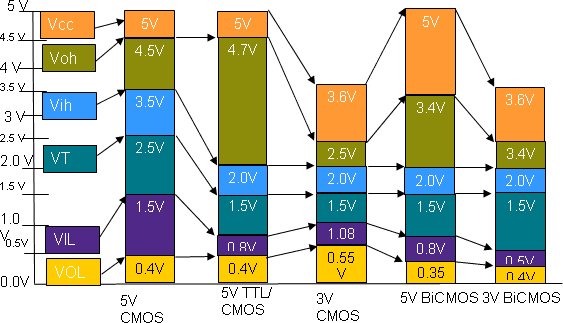 5 V
4.5V
4 V
3.5 V
3 V
2.5 V
2.0 V
1.5 V
1.0
V
0.5V
0.0V
Vcc
Voh
Vih
VT
VIL
VOL
5V
4.5V
3.5V
2.5V
1.5V
0.4V
5V
CMOS
5V
4.7V
2.0V
1.5V
0.8V
0.4V
5V TTL/
CMOS
3.6V
2.5V
2.0V
1.5V
1.08
0.55
V
3V
CMOS
5V
3.4V
2.0V
1.5V
0.8V
0.35
5V BiCMOS
3.6V
3.4V
2.0V
1.5V
0.5V
0.4V
3V BiCMOS